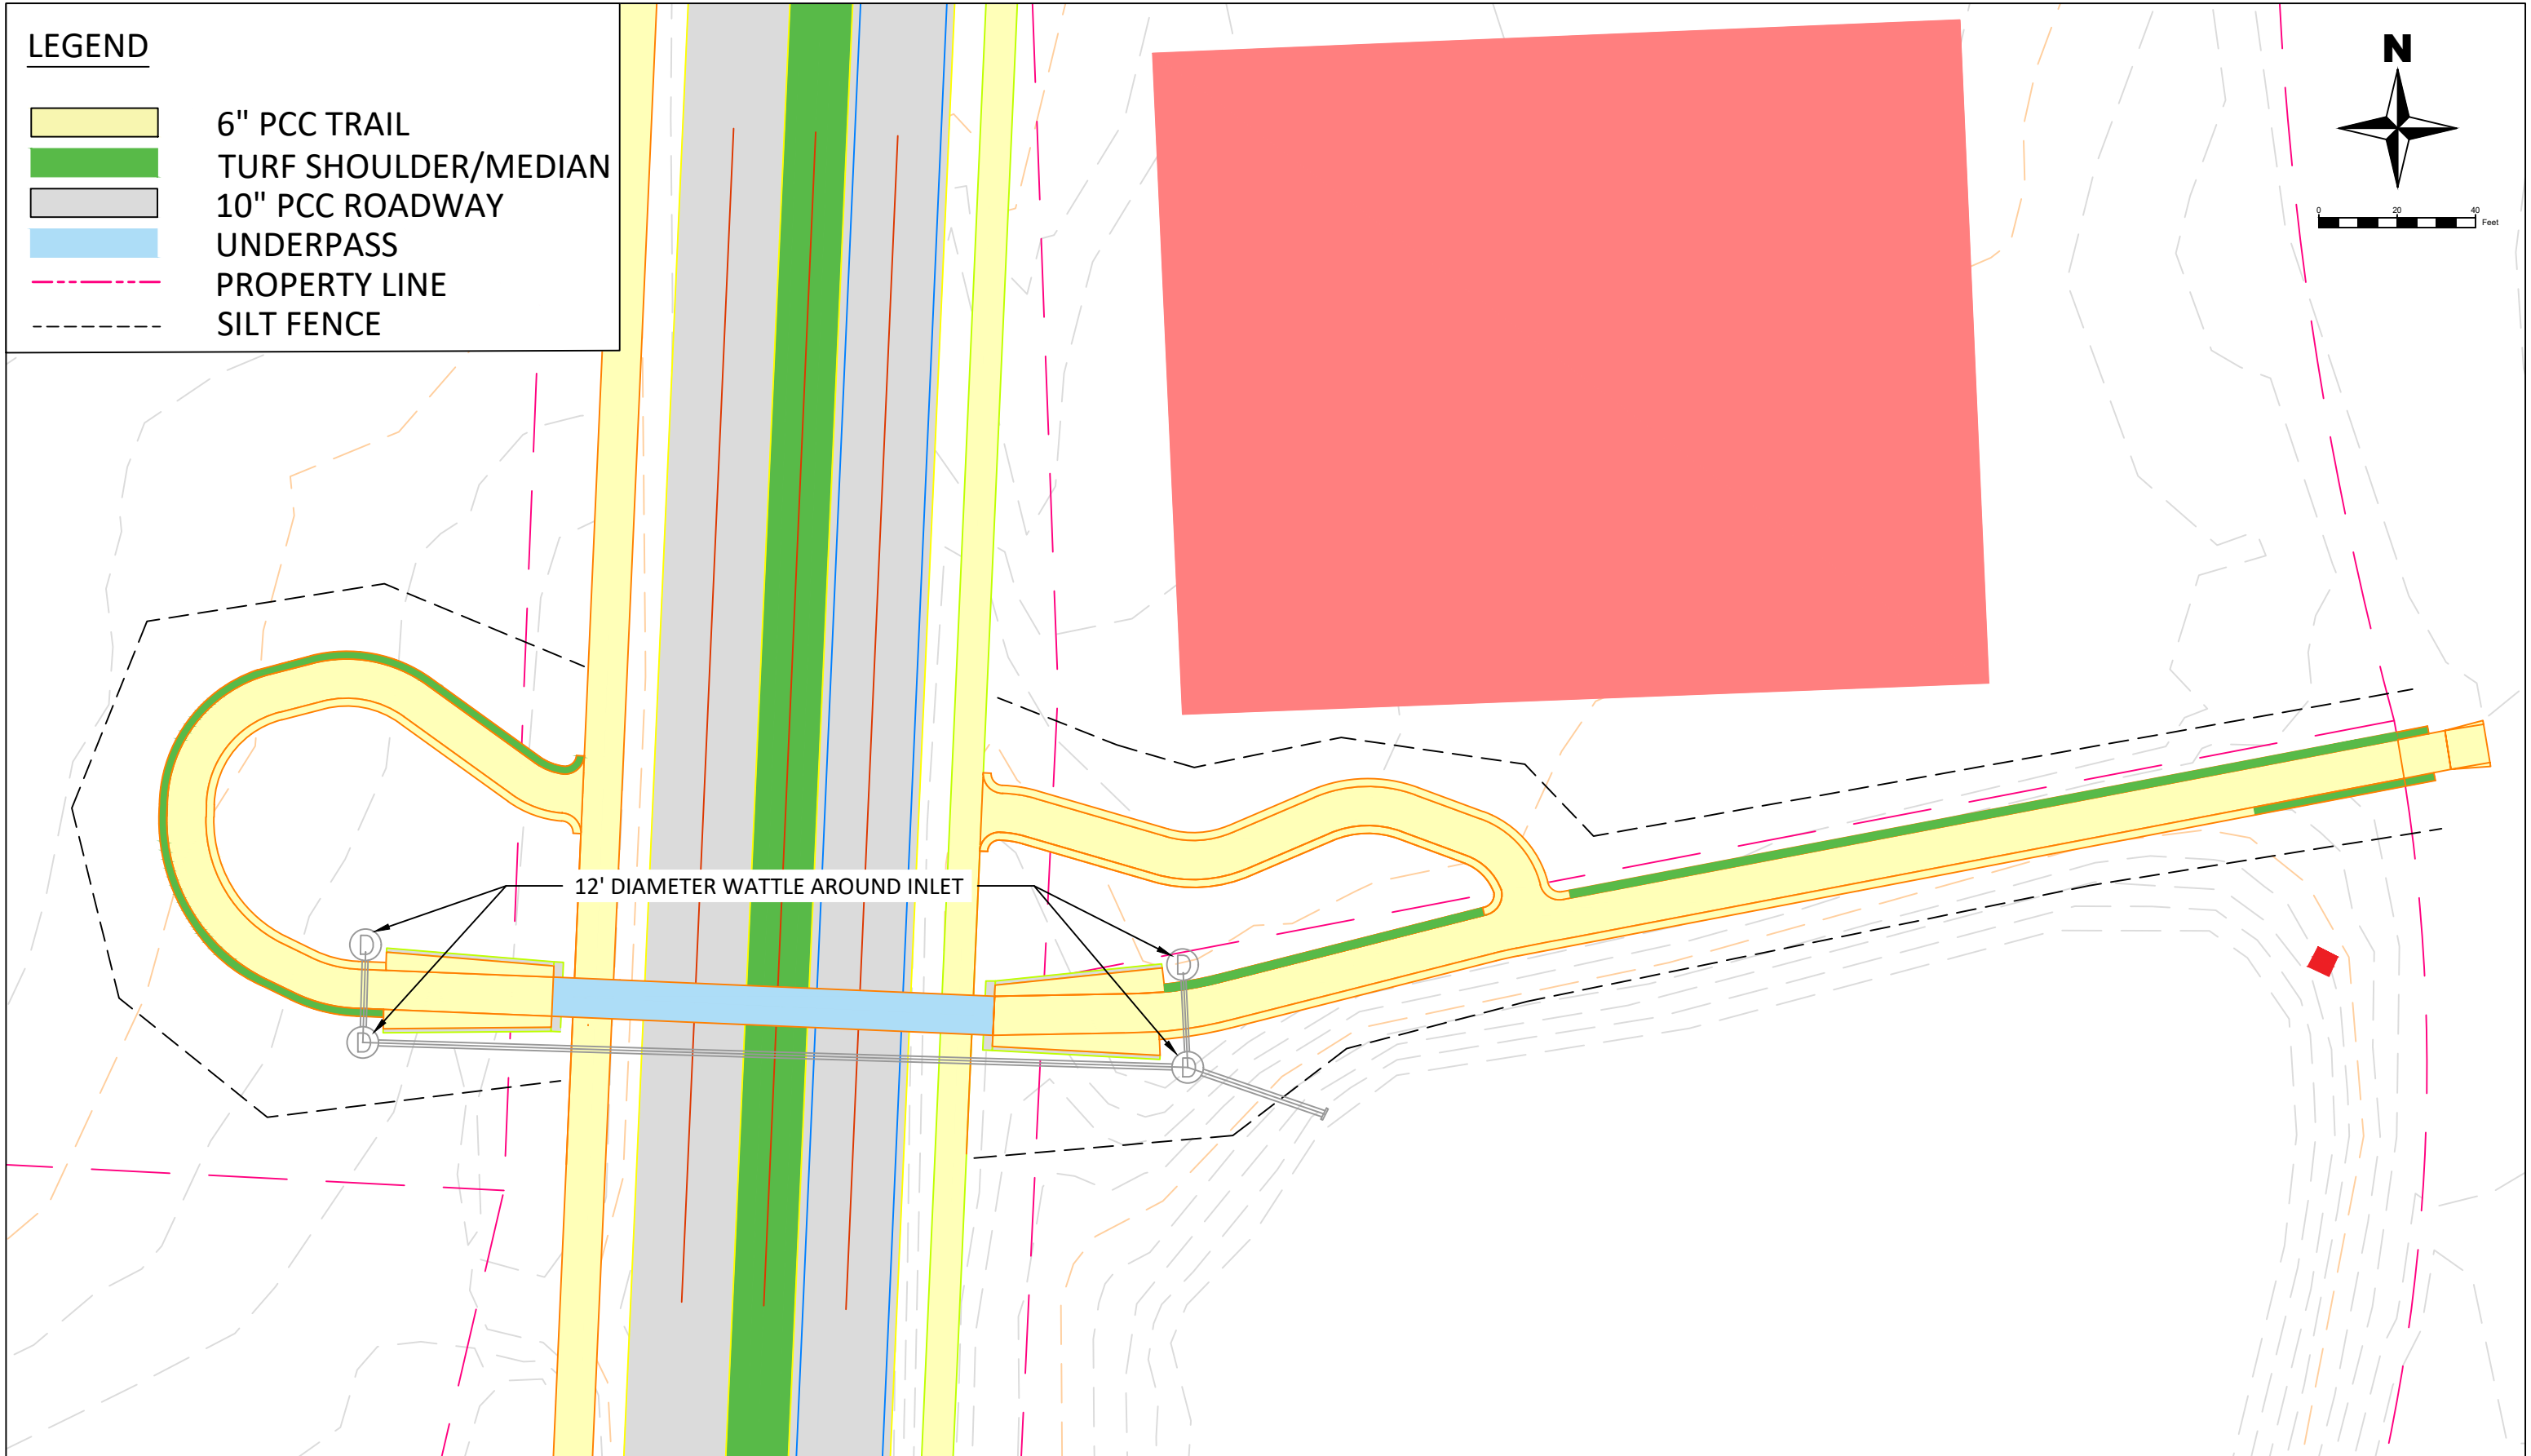 LEGEND
6" PCC TRAIL
TURF SHOULDER/MEDIAN
10" PCC ROADWAY
UNDERPASS
PROPERTY LINE
SILT FENCE
N
0 20 40
Feet
12' DIAMETER WATTLE AROUND INLET
D
D
D
D